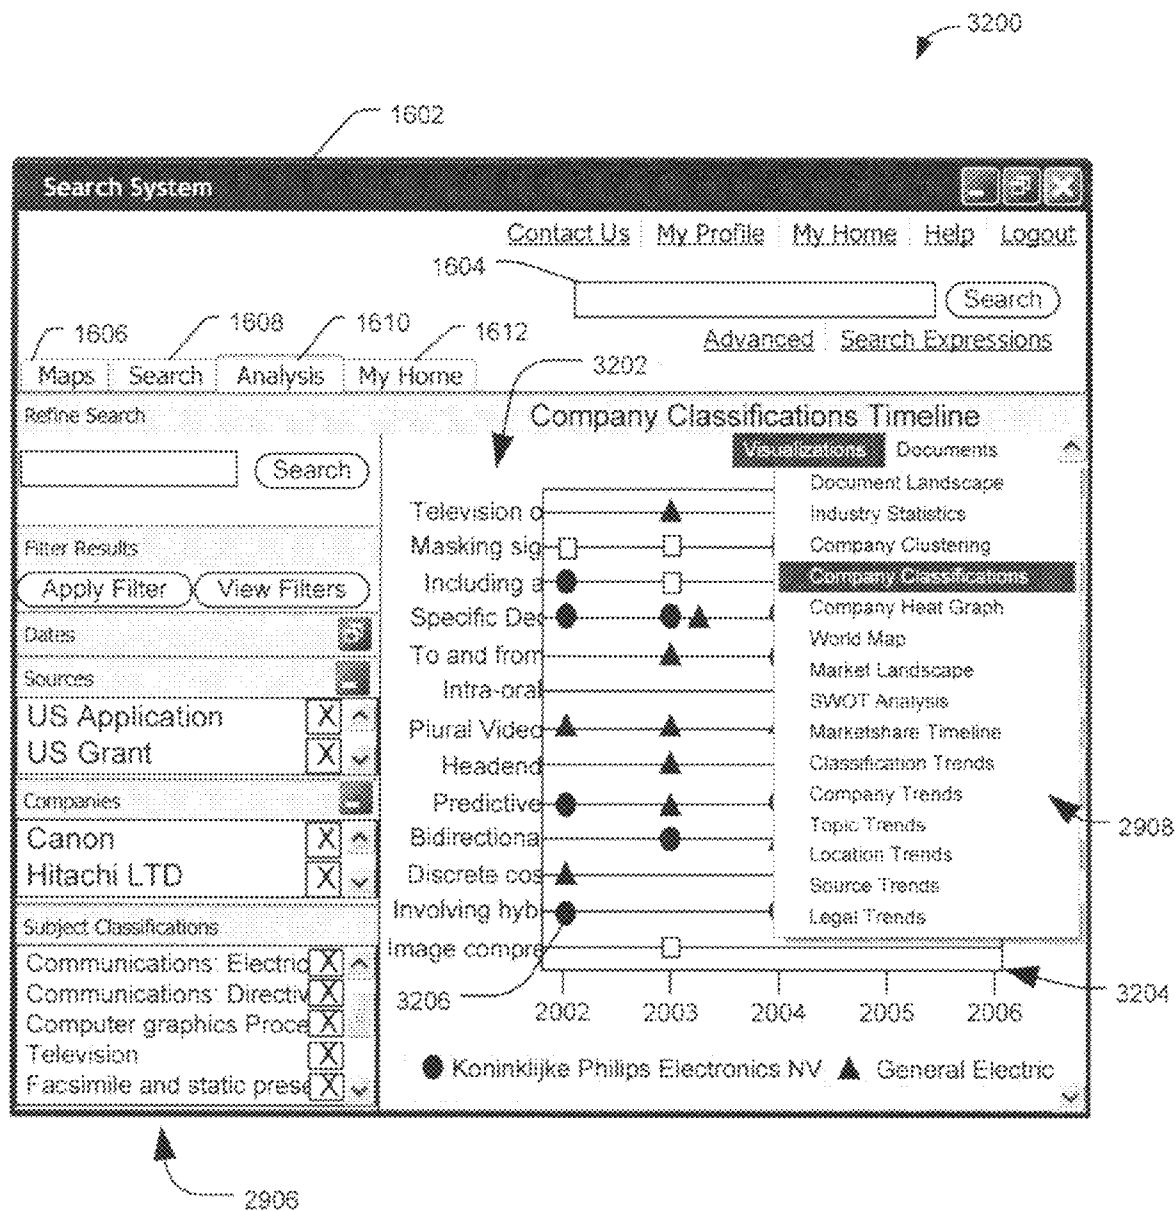 3200
1602
Search System
Contact Us My Profile My Home Help Logout
1604
Search
1606 1608 1610 1612
Advanced Search Expressions
3202
Maps Search Analysis My Home
Refine Search
Company Classifications Timeline
Visualizations Documents
Search
Document Landscape
Television o
Industry Statistics
Filter Results
Masking sig
Company Clustering
Apply Filter View Filters
Including a
Company Classifications
Specific Dec
Company Heat Graph
Dates
World Map
To and from
Market Landscape
Sources
Intra-oral
SWOT Analysis
US Application X
Plural Video
Marketshare Timeline
US Grant X
Headend
Classification Trends
Companies
Predictive
Company Trends
2908
Canon X
Bidirectiona
Topic Trends
Location Trends
Hitachi LTD X
Discrete cos
Source Trends
Subject Classifications
Involving hyb
Legal Trends
Communications: Electric X
Image compre
Communications: Directiv X
3206
3204
Computer graphics Proce X
2002 2003 2004 2005 2006
Television X
Facsimile and static prese X
Koninklijke Philips Electronics NV General Electric
2906